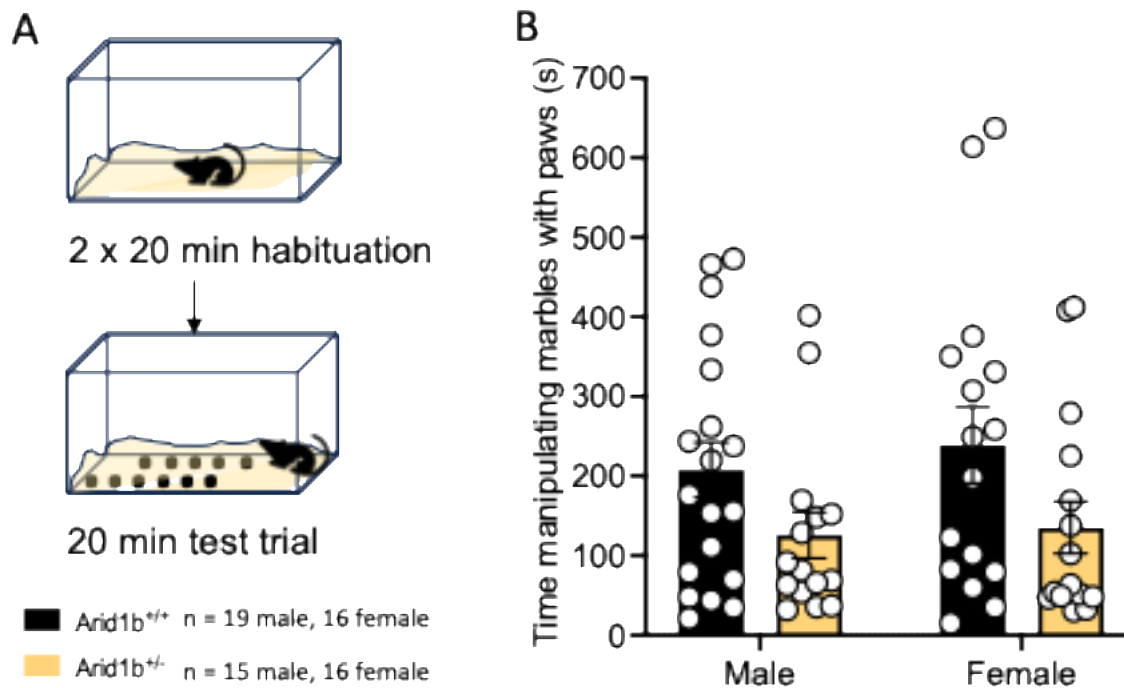 A
2 x 20 min habituation
20 min test trial
Arid1b+/+ n = 19 male, 16 female
Arid1b+/- n = 15 male, 16 female
B
Time manipulating marbles with paws (s)
700
600
500
400
300
200
100
0
Male
Female